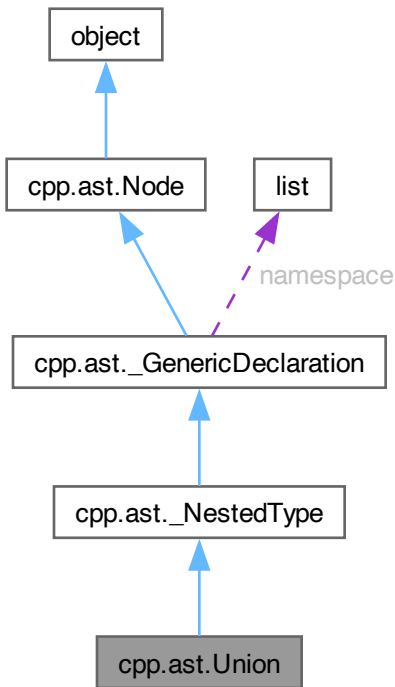 object
cpp.ast.Node
list
namespace
cpp.ast._GenericDeclaration
cpp.ast._NestedType
cpp.ast.Union